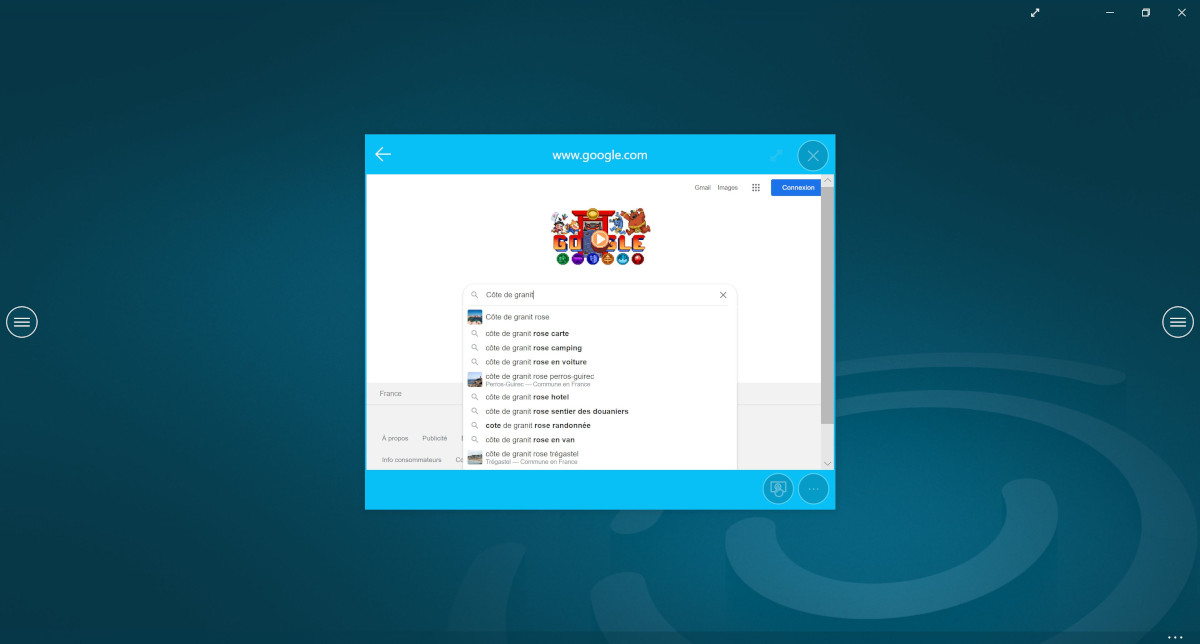 www.google.com
Gmail Images
Connexion
GOOGLE
Côte de granit
Côte de granit rose
côte de granit rose carte
côte de granit rose camping
côte de granit rose en voiture
côte de granit rose perros-guirec
Perros-Guirec — Commune en France
France
côte de granit rose hotel
côte de granit rose sentier des douaniers
cote de granit rose randonnée
À propos Publicité
côte de granit rose en van
côte de granit rose trégastel
Trégastel — Commune en France
Info consommateurs